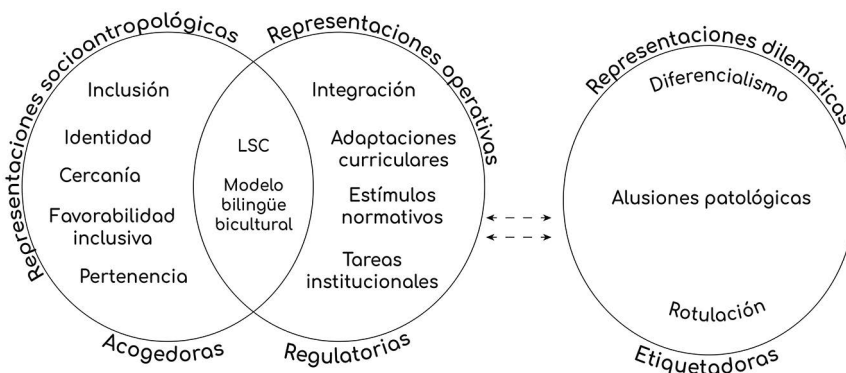 Representaciones socioantropológicas
Inclusión
Identidad
Cercanía
Favorabilidad
inclusiva
Pertenencia
Acogedoras
LSC
Modelo
bilingüe
bicultural
Representaciones operativas
Integración
Adaptaciones
curriculares
Estímulos
normativos
Tareas
institucionales
Regulatorias
Representaciones dilemáticas
Diferencialismo
Alusiones patológicas
Rotulación
Etiquetadoras